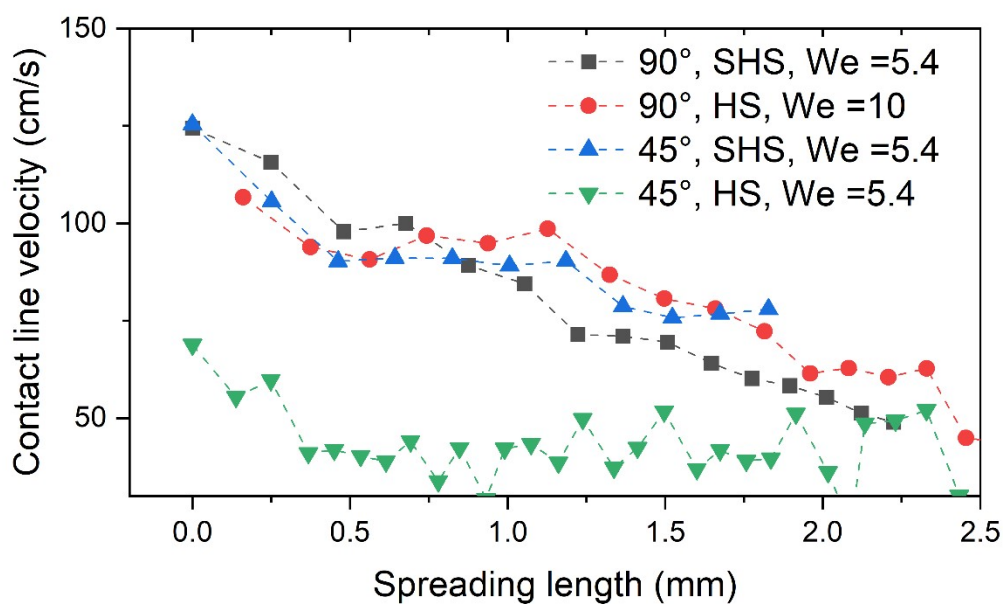 150
100
50
Contact line velocity (cm/s)
90°, SHS, We =5.4
90°, HS, We =10
45°, SHS, We =5.4
45°, HS, We =5.4
0.0 0.5 1.0 1.5 2.0 2.5
Spreading length (mm)